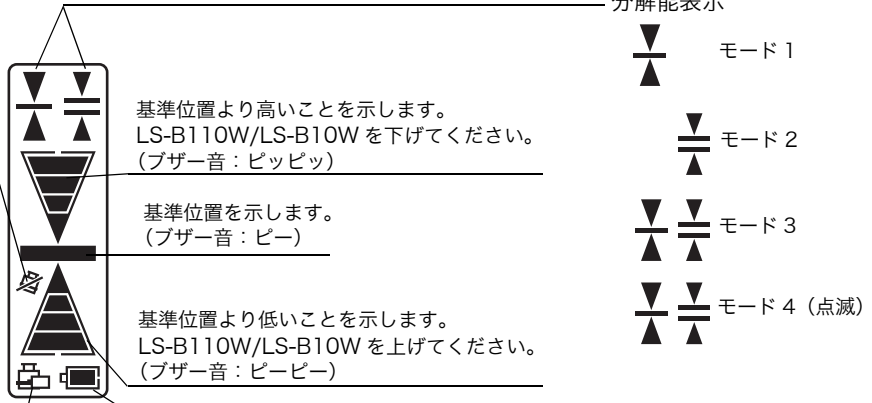 分解能表示
モード 1
基準位置より高いことを示します。
LS-B110W/LS-B10W を下げてください。
（ブザー音：ピッピッ）
モード 2
基準位置を示します。
（ブザー音：ピー）
モード 3
基準位置より低いことを示します。
LS-B110W/LS-B10W を上げてください。
（ブザー音：ピーピー）
モード 4（点滅）